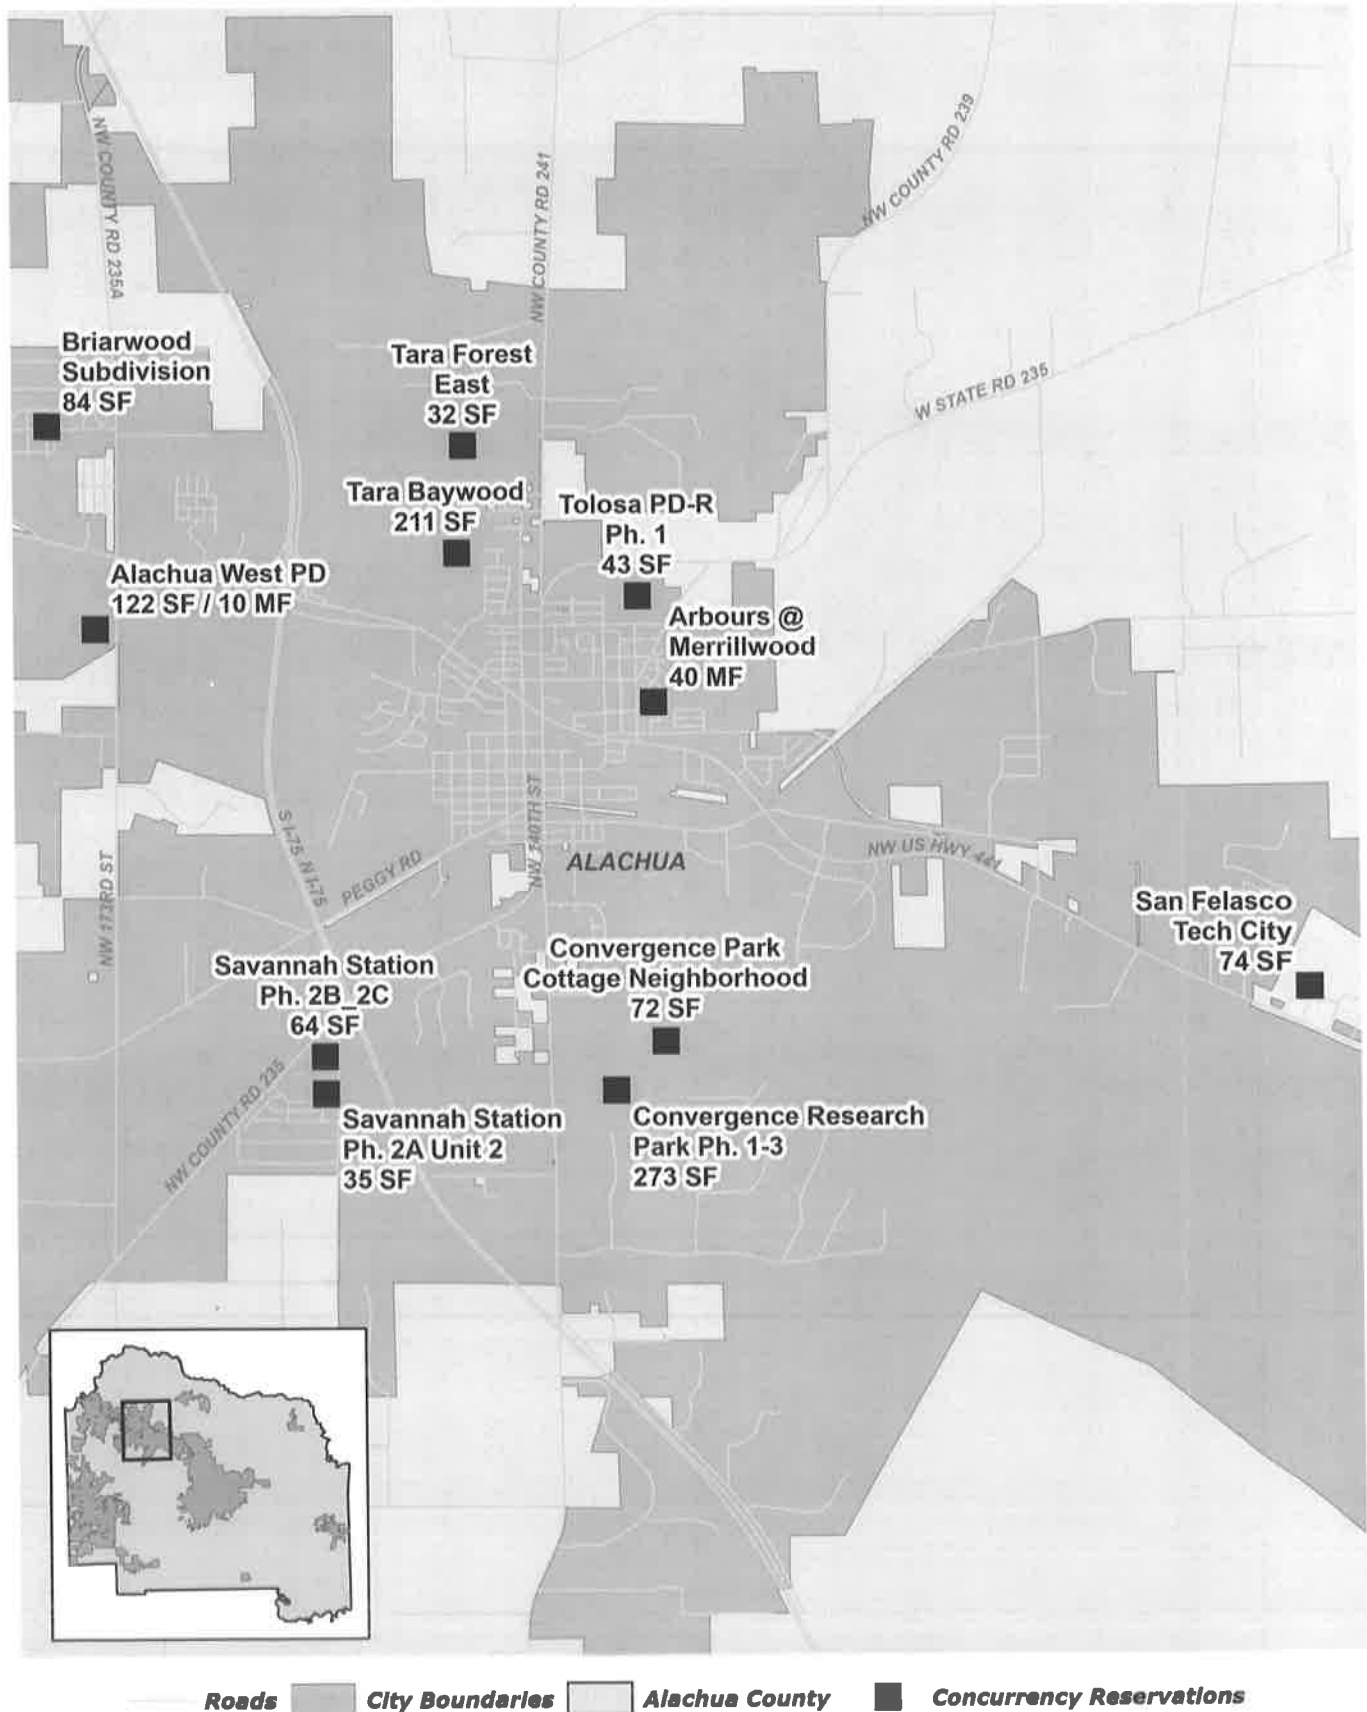 NW COUNTY RD 235A
NW COUNTY RD 241
NW COUNTY RD 239
W STATE RD 235
Briarwood
Subdivision
84 SF
Tara Forest
East
32 SF
Tara Baywood
211 SF
Tolosa PD-R
Ph. 1
43 SF
Alachua West PD
122 SF / 10 MF
Arbours @
Merrillwood
40 MF
S I-75 N I-75
PEGGY RD
NW 140TH ST
ALACHUA
NW US HWY 441
NW 173RD ST
San Felasco
Tech City
74 SF
Savannah Station
Ph. 2B_2C
64 SF
Convergence Park
Cottage Neighborhood
72 SF
NW COUNTY RD 235
Savannah Station
Ph. 2A Unit 2
35 SF
Convergence Research
Park Ph. 1-3
273 SF
Roads
City Boundaries
Alachua County
Concurrency Reservations